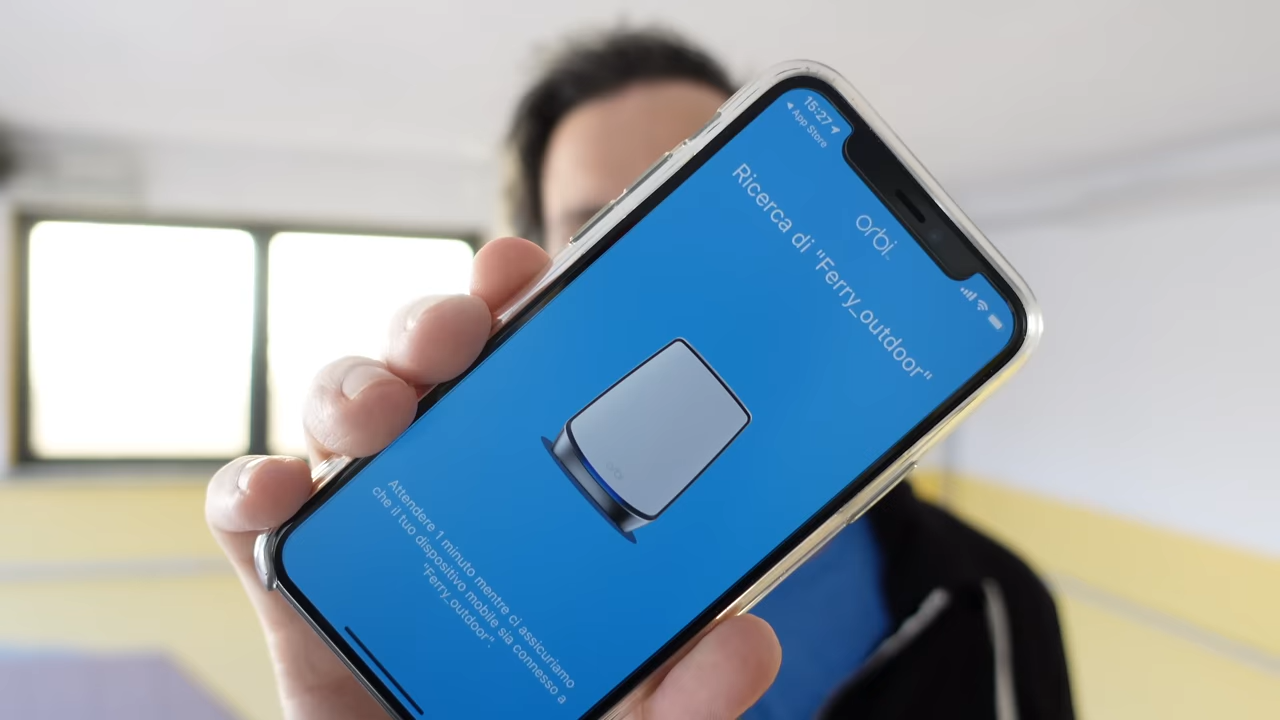 15:27
◀ App Store
orbi
Ricerca di "Ferry_outdoor"
orbi
Attendere 1 minuto mentre ci assicuriamo
che il tuo dispositivo mobile sia connesso a
"Ferry_outdoor".